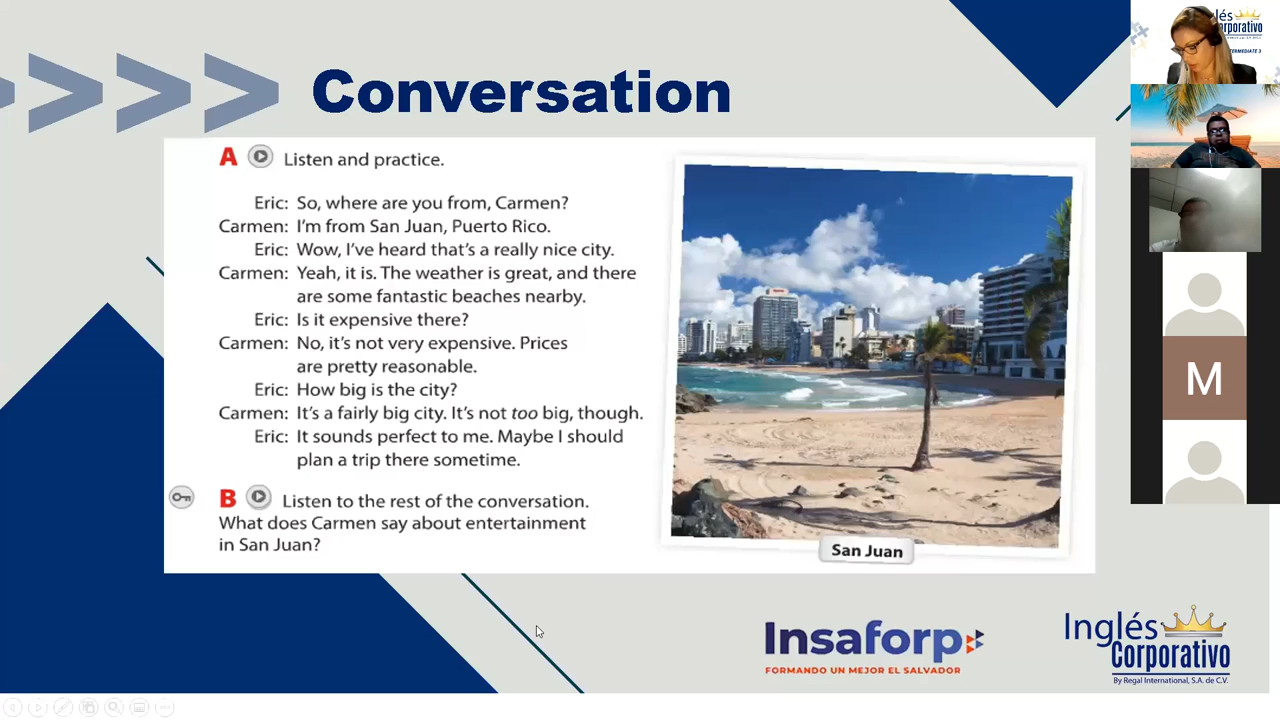 Conversation
A Listen and practice.
Eric: So, where are you from, Carmen?
Carmen: I'm from San Juan, Puerto Rico.
Eric: Wow, I've heard that's a really nice city.
Carmen: Yeah, it is. The weather is great, and there
are some fantastic beaches nearby.
Eric: Is it expensive there?
Carmen: No, it's not very expensive. Prices
are pretty reasonable.
Eric: How big is the city?
Carmen: It's a fairly big city. It's not too big, though.
Eric: It sounds perfect to me. Maybe I should
plan a trip there sometime.
B Listen to the rest of the conversation.
What does Carmen say about entertainment
in San Juan?
San Juan
Insaforp
FORMANDO UN MEJOR EL SALVADOR
Inglés
Corporativo
By Regal International, S.A. de C.V.
M